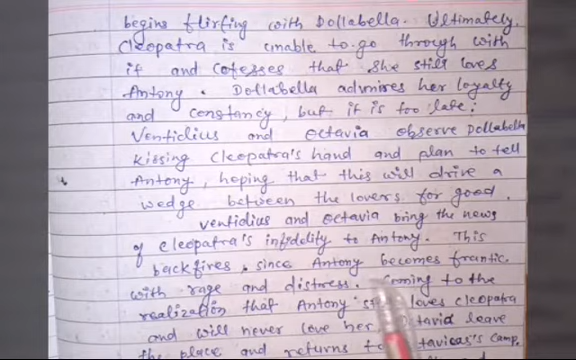 begins flirting with Dollabella. Ultimately,
Cleopatra is unable to go through with
it and cofesses that she still loves
Antony. Dollabella admires her loyalty
and constancy, but it is too late:
Ventidius and Octavia observe Dollabella
kissing Cleopatra's hand and plan to tell
Antony, hoping that this will drive a
wedge between the lovers for good.
Ventidius and Octavia bring the news
of Cleopatra's infidelity to Antony. This
backfires, since Antony becomes frantic
with rage and distress. Coming to the
realization that Antony loves Cleopatra
and will never love her leave
the place and returns to camp.